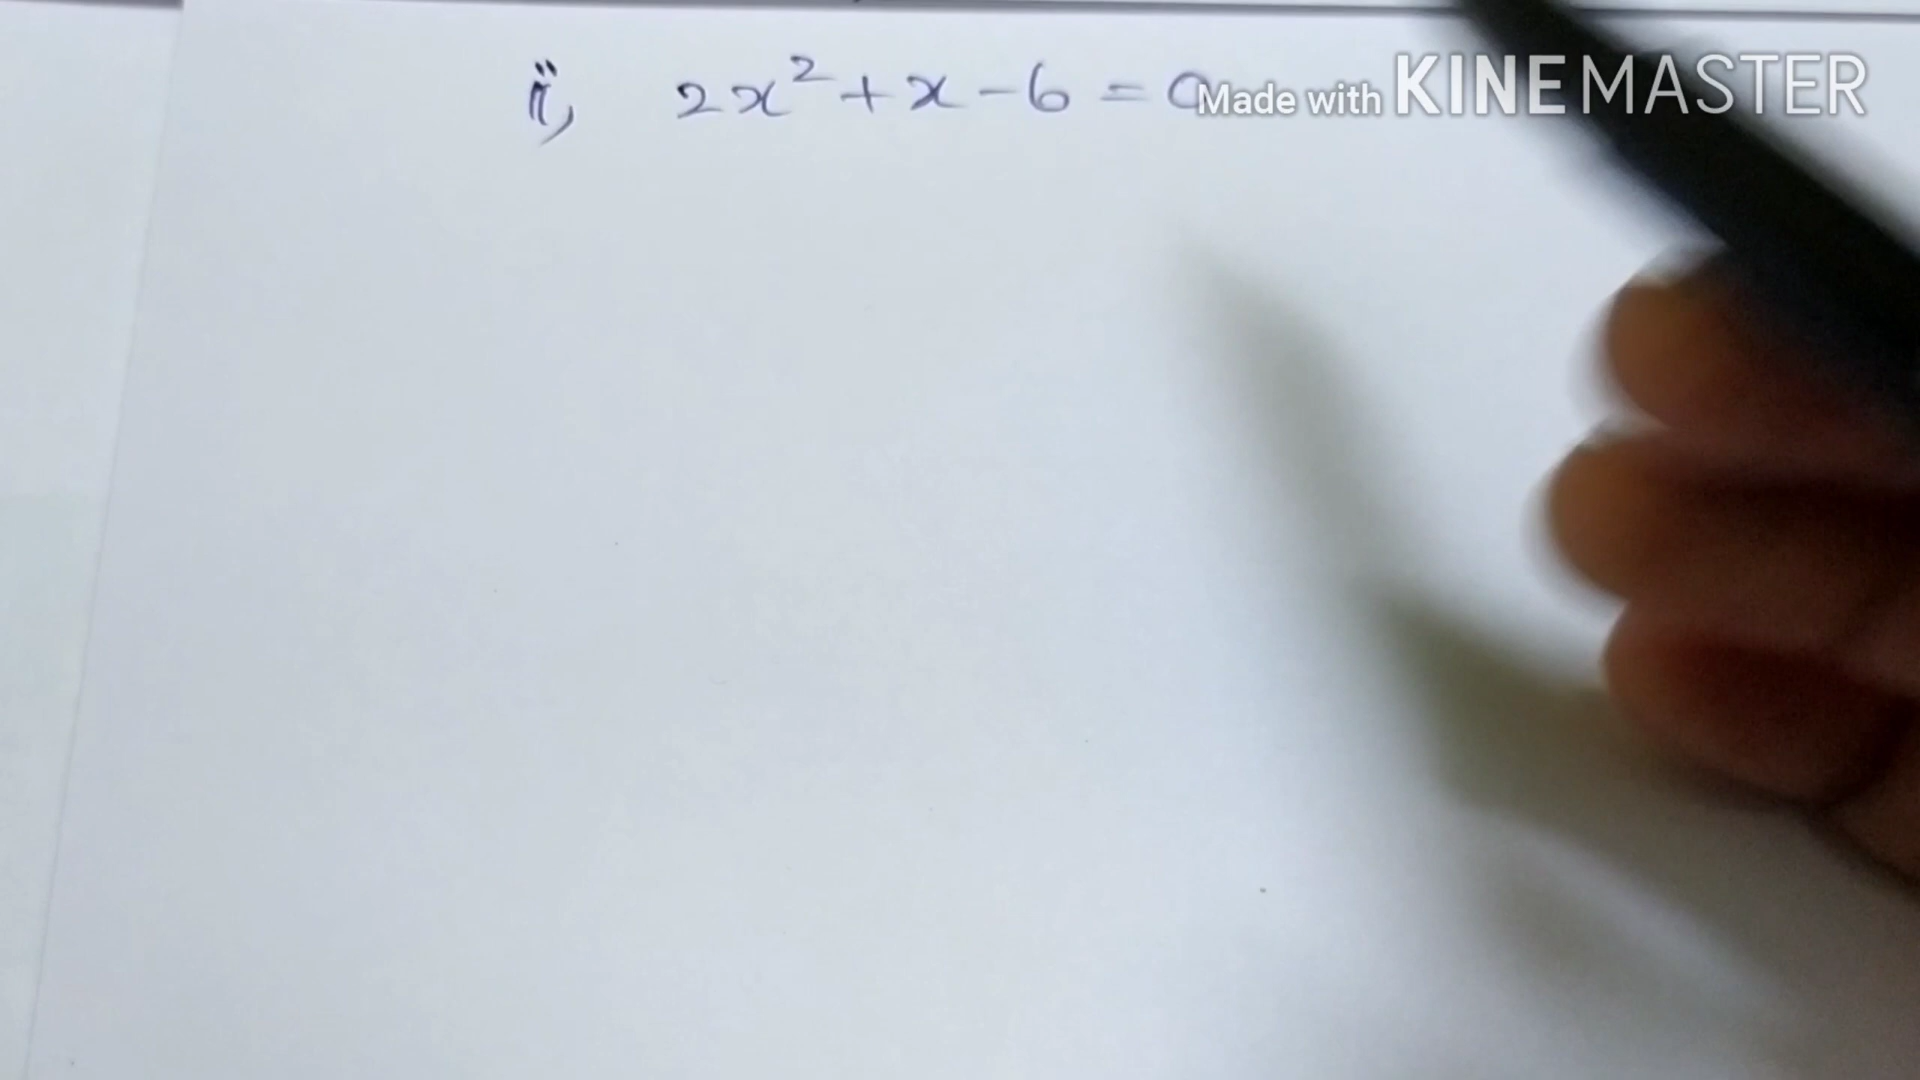 ii, 2x² + x - 6 = 0
Made with KINEMASTER